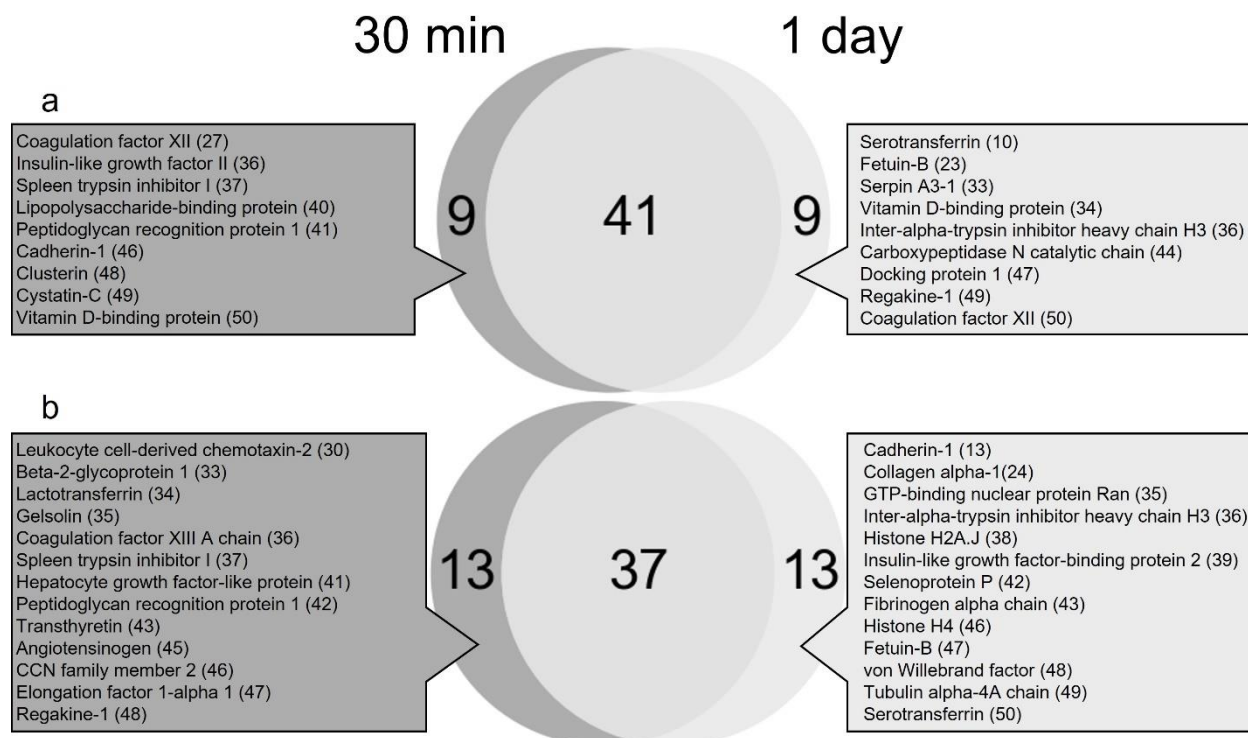 30 min
1 day
a
Coagulation factor XII (27)
Insulin-like growth factor II (36)
Spleen trypsin inhibitor I (37)
Lipopolysaccharide-binding protein (40)
Peptidoglycan recognition protein 1 (41)
Cadherin-1 (46)
Clusterin (48)
Cystatin-C (49)
Vitamin D-binding protein (50)
9
41
9
Serotransferrin (10)
Fetuin-B (23)
Serpin A3-1 (33)
Vitamin D-binding protein (34)
Inter-alpha-trypsin inhibitor heavy chain H3 (36)
Carboxypeptidase N catalytic chain (44)
Docking protein 1 (47)
Regakine-1 (49)
Coagulation factor XII (50)
b
Leukocyte cell-derived chemotaxin-2 (30)
Beta-2-glycoprotein 1 (33)
Lactotransferrin (34)
Gelsolin (35)
Coagulation factor XIII A chain (36)
Spleen trypsin inhibitor I (37)
Hepatocyte growth factor-like protein (41)
Peptidoglycan recognition protein 1 (42)
Transthyretin (43)
Angiotensinogen (45)
CCN family member 2 (46)
Elongation factor 1-alpha 1 (47)
Regakine-1 (48)
13
37
13
Cadherin-1 (13)
Collagen alpha-1(24)
GTP-binding nuclear protein Ran (35)
Inter-alpha-trypsin inhibitor heavy chain H3 (36)
Histone H2A.J (38)
Insulin-like growth factor-binding protein 2 (39)
Selenoprotein P (42)
Fibrinogen alpha chain (43)
Histone H4 (46)
Fetuin-B (47)
von Willebrand factor (48)
Tubulin alpha-4A chain (49)
Serotransferrin (50)